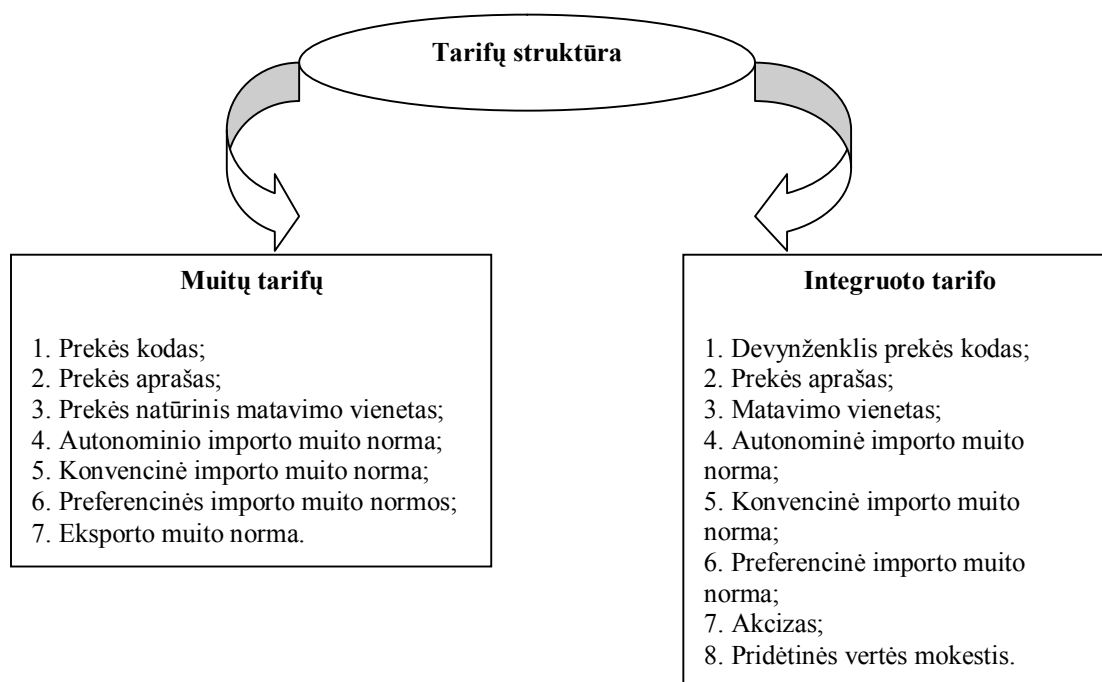 Tarifų struktūra
Muitų tarifų
1. Prekės kodas;
2. Prekės aprašas;
3. Prekės natūrinis matavimo vienetas;
4. Autonominio importo muito norma;
5. Konvencinė importo muito norma;
6. Preferencinės importo muito normos;
7. Eksporto muito norma.
Integruoto tarifo
1. Devynženklis prekės kodas;
2. Prekės aprašas;
3. Matavimo vienetas;
4. Autonominė importo muito
norma;
5. Konvencinė importo muito
norma;
6. Preferencinė importo muito
norma;
7. Akcizas;
8. Pridėtinės vertės mokestis.